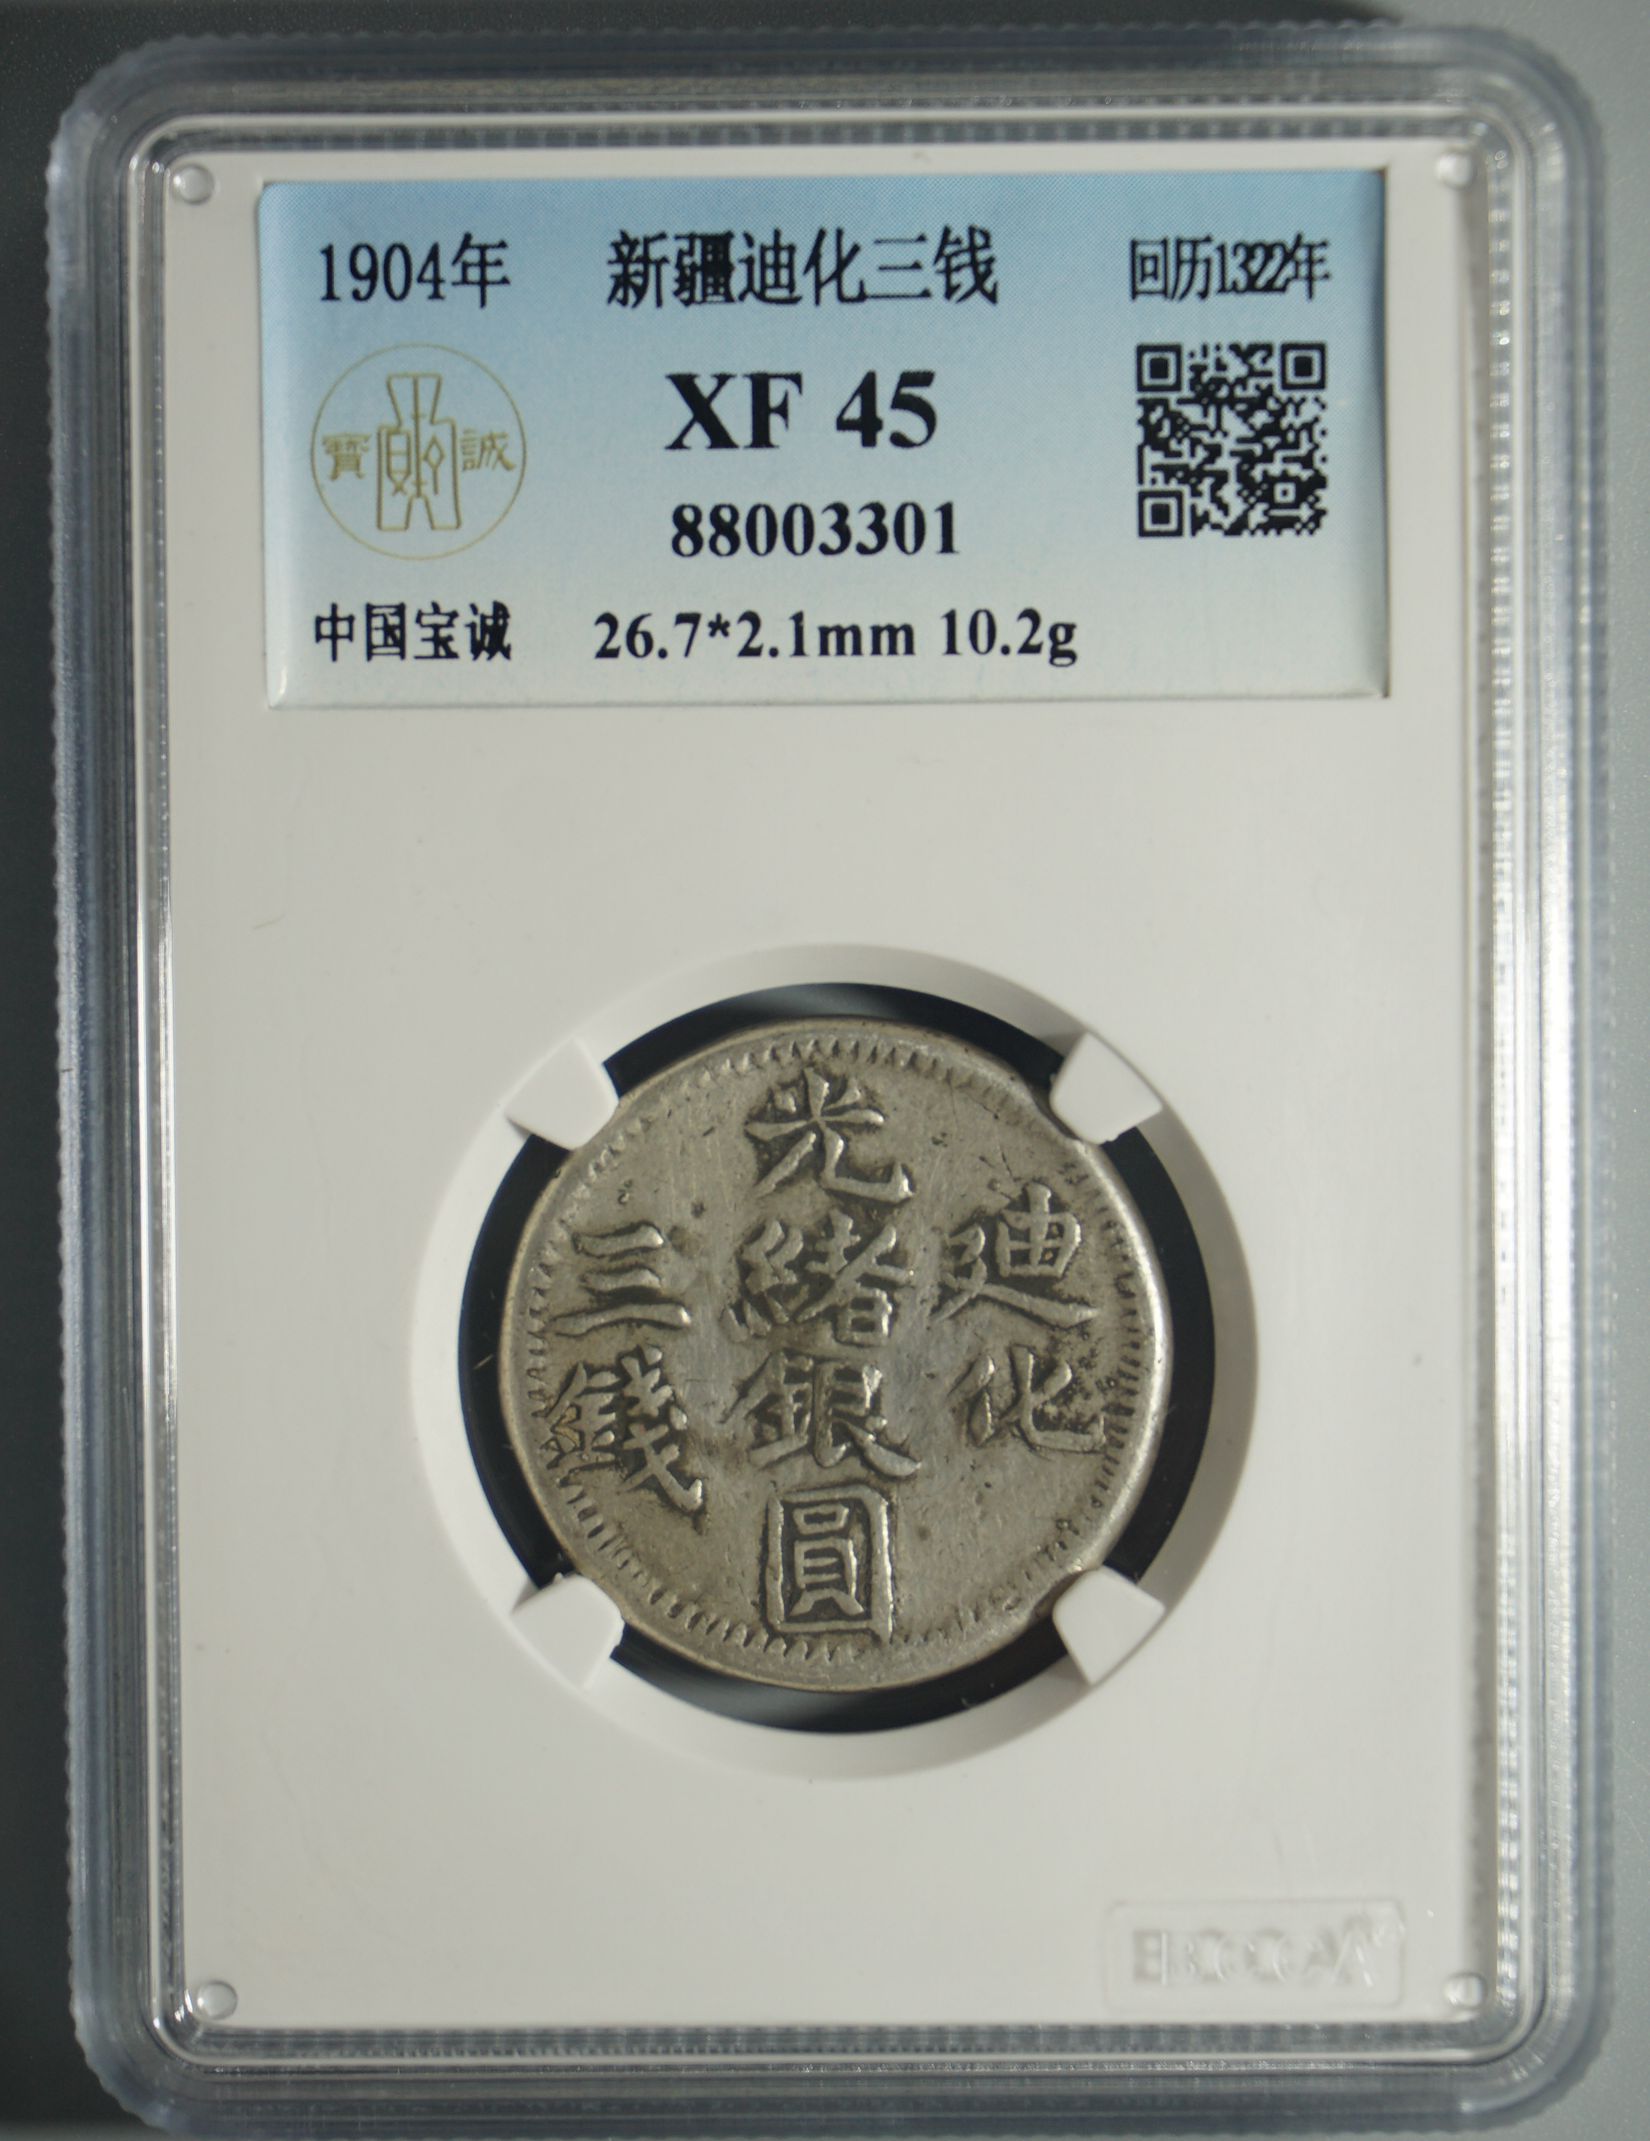 1904年 新疆迪化三钱 回历1322年
XF 45
寳 誠
88003301
中国宝诚 26.7*2.1mm 10.2g
光緒銀圓
迪化
三錢